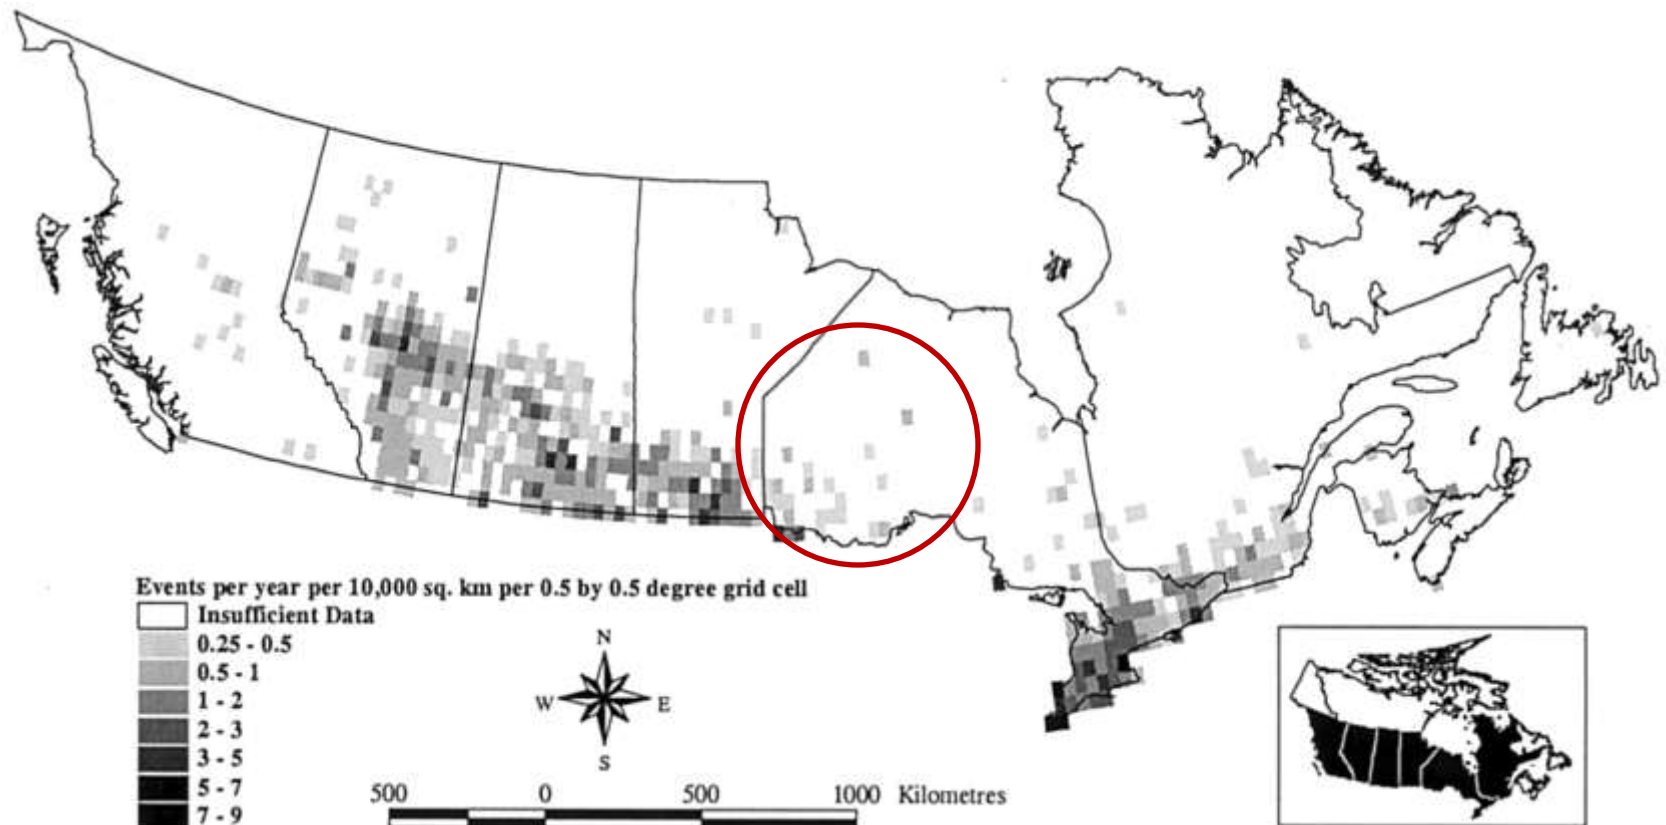 Events per year per 10,000 sq. km per 0.5 by 0.5 degree grid cell
Insufficient Data
0.25 - 0.5
0.5 - 1
1 - 2
2 - 3
3 - 5
5 - 7
7 - 9
N
W E
S
500 0 500 1000 Kilometres